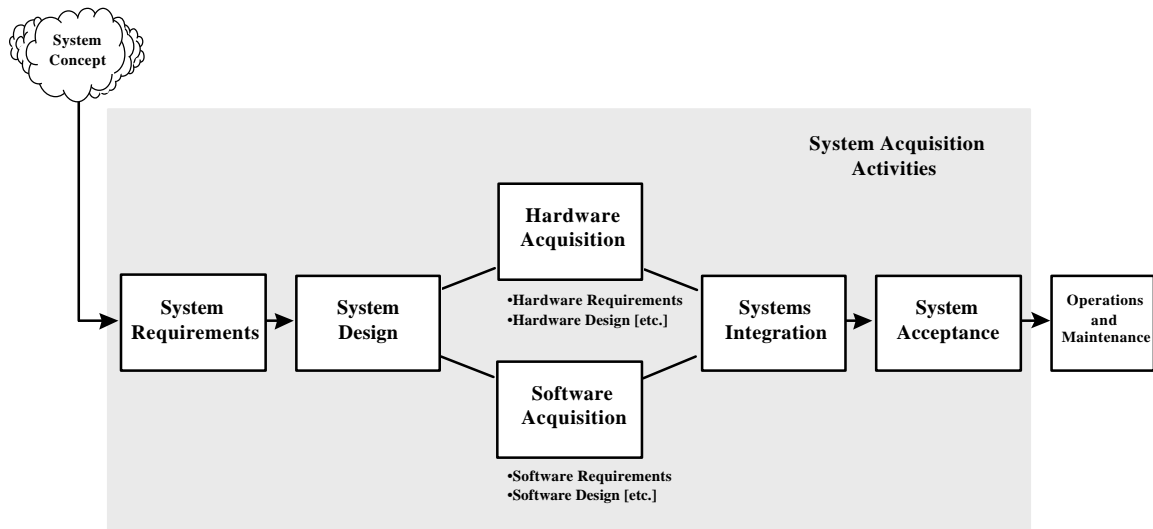 System
Concept
System Acquisition
Activities
Hardware
Acquisition
•Hardware Requirements
•Hardware Design [etc.]
System
Requirements
System
Design
Systems
Integration
System
Acceptance
Operations
and
Maintenance
Software
Acquisition
•Software Requirements
•Software Design [etc.]